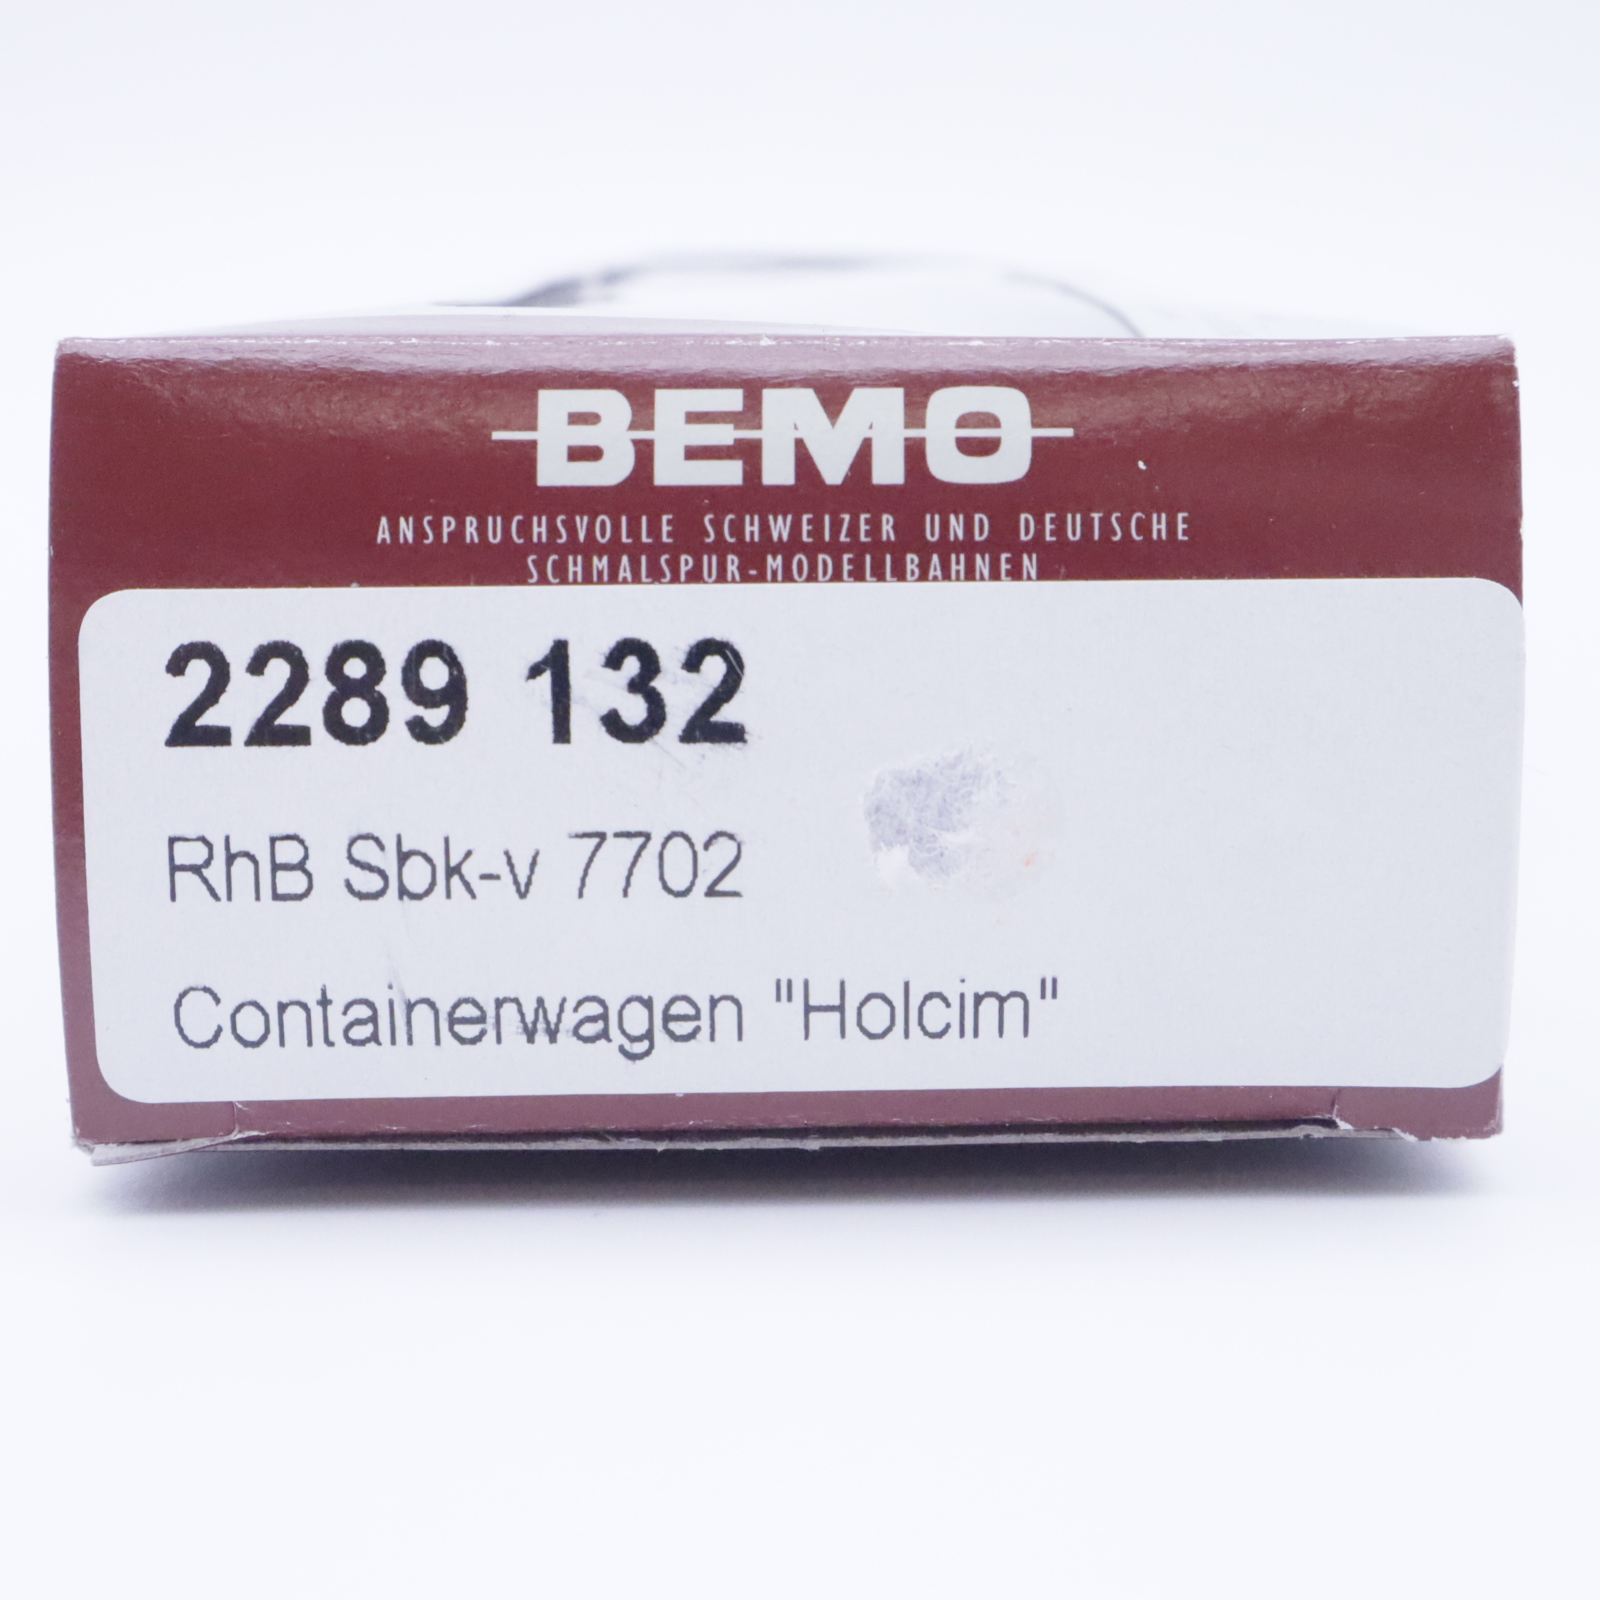 BEMO
ANSPRUCHSVOLLE SCHWEIZER UND DEUTSCHE
SCHMALSPUR-MODELLBAHNEN
2289 132
RhB Sbk-v 7702
Containerwagen "Holcim"